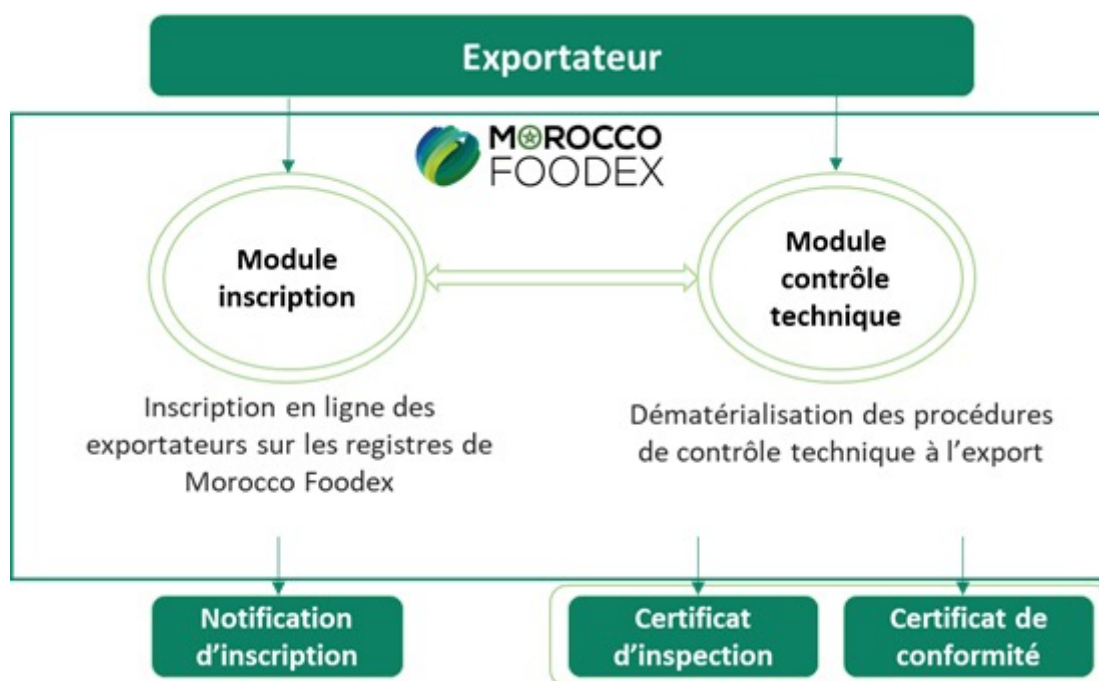 Exportateur
MOROCCO
FOODEX
Module
inscription
Module
contrôle
technique
Inscription en ligne des
exportateurs sur les registres de
Morocco Foodex
Dématérialisation des procédures
de contrôle technique à l’export
Notification
d’inscription
Certificat
d’inspection
Certificat de
conformité